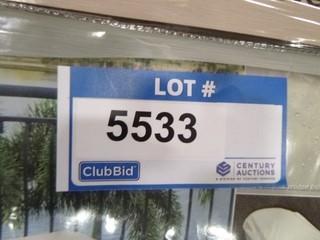 LOT #
5533
ClubBid
CENTURY
AUCTIONS